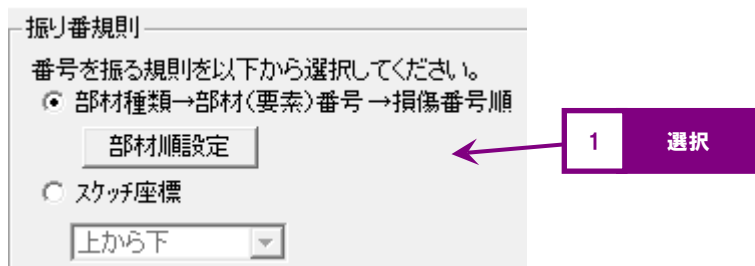 振り番規則
番号を振る規則を以下から選択してください。
部材種類→部材(要素)番号→損傷番号順
部材順設定
1 選択
スケッチ座標
上から下